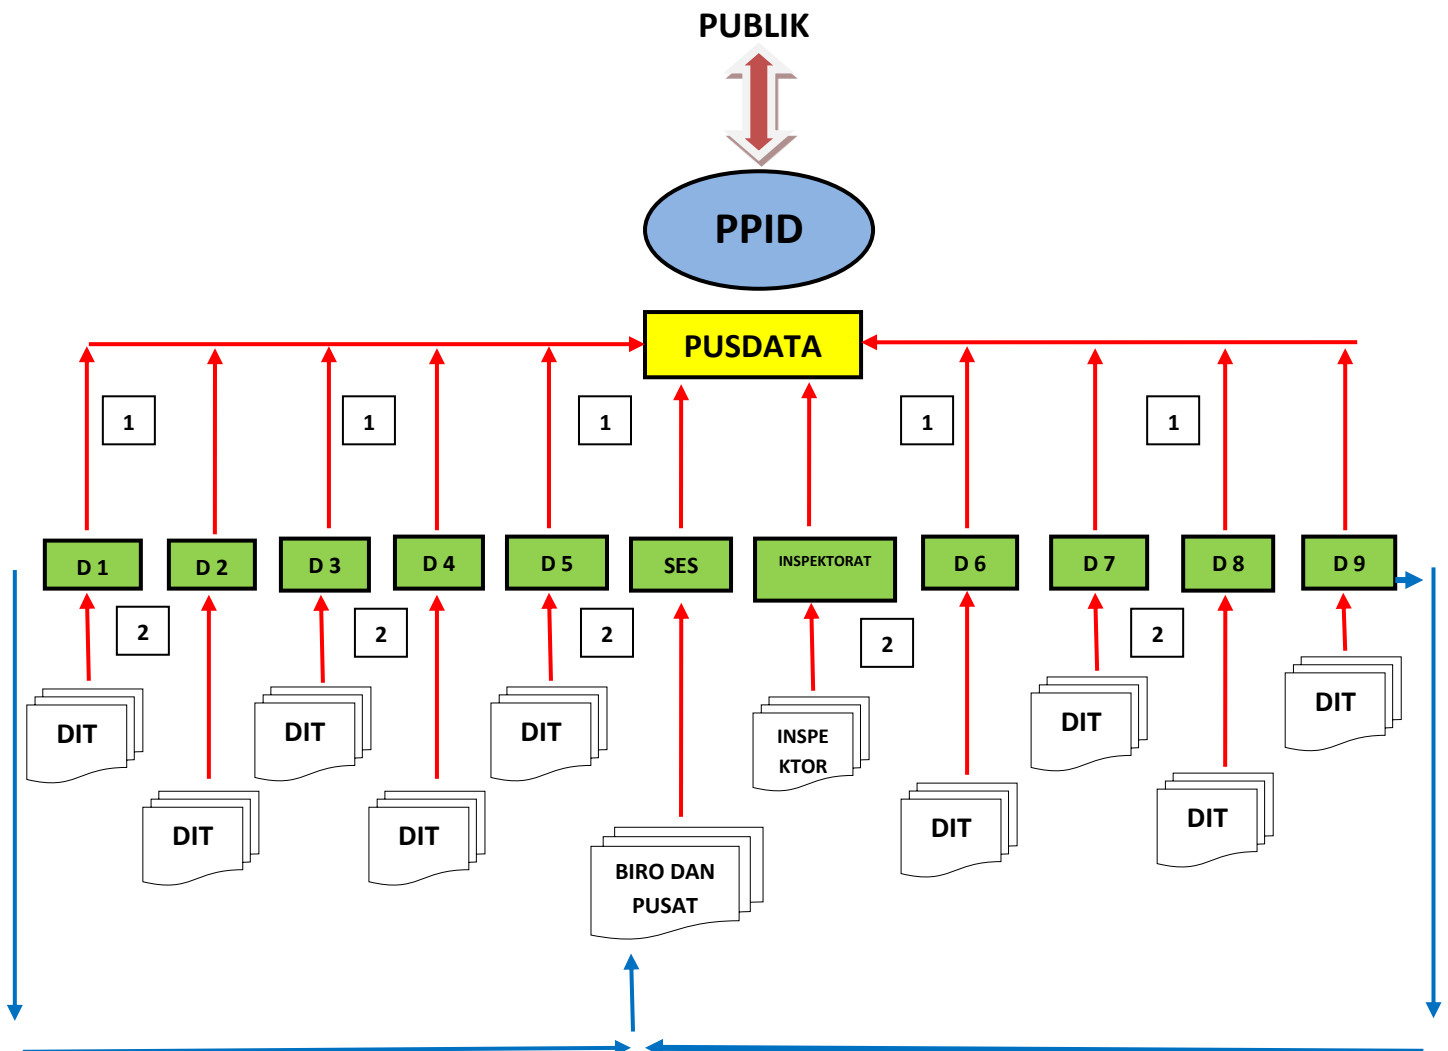 PUBLIK
PPID
PUSDATA
1
1
1
1
1
D 1
D 2
D 3
D 4
D 5
SES
INSPEKTORAT
D 6
D 7
D 8
D 9
2
2
2
2
2
DIT
DIT
DIT
INSPE
KTOR
DIT
DIT
DIT
DIT
DIT
DIT
BIRO DAN
PUSAT